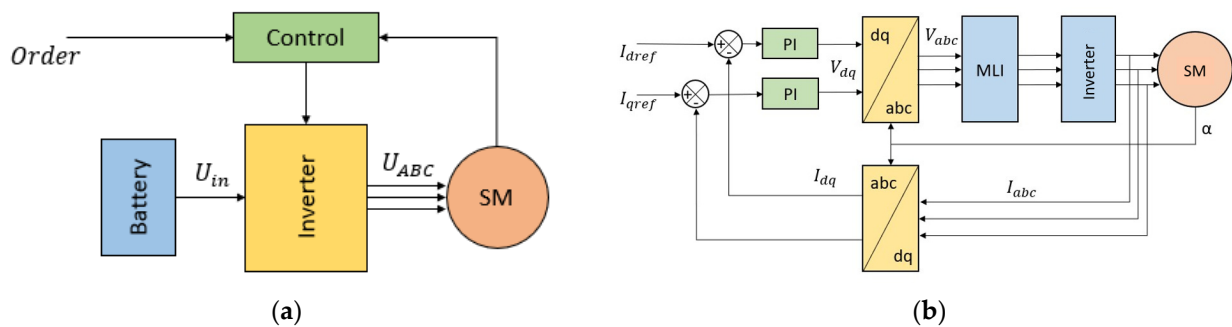 Order
Control
Battery
U_in
Inverter
U_ABC
SM
(a)
I_dref
+
-
PI
I_qref
+
-
PI
V_dq
dq
abc
V_abc
MLI
Inverter
SM
α
I_dq
abc
dq
I_abc
(b)